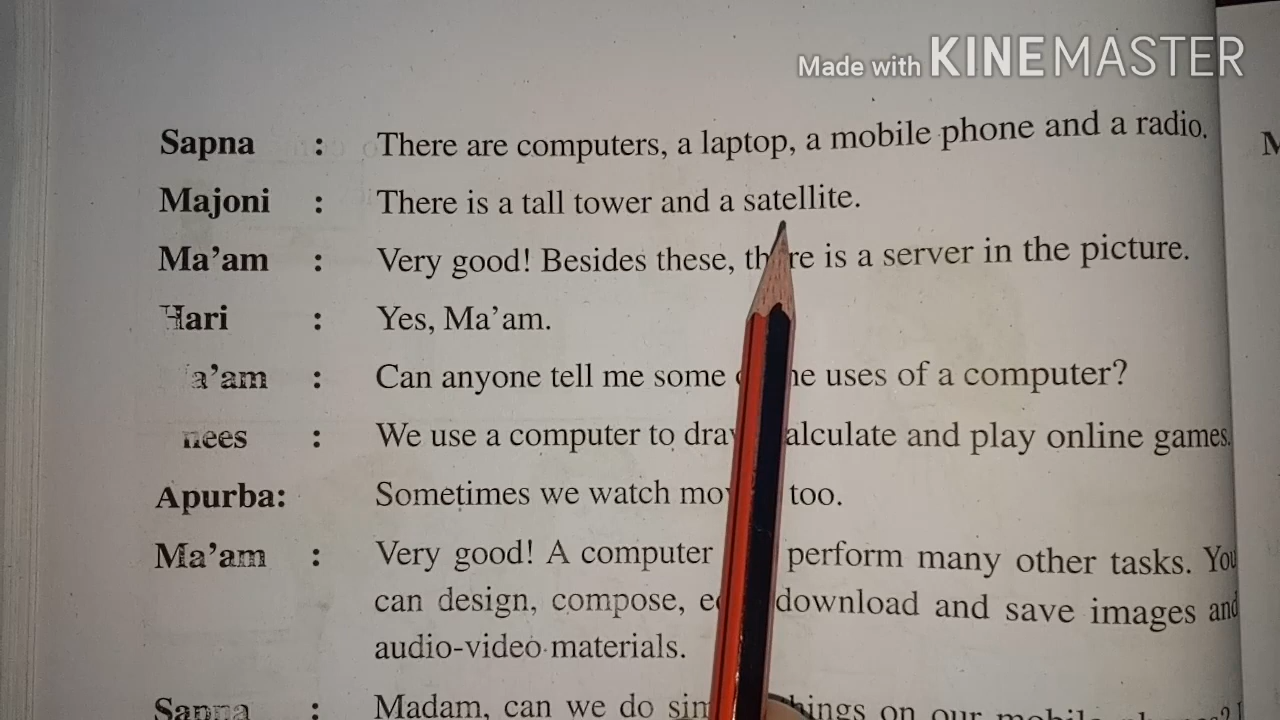 Made with KINEMASTER
Sapna : There are computers, a laptop, a mobile phone and a radio.
Majoni : There is a tall tower and a satellite.
Ma'am : Very good! Besides these, there is a server in the picture.
Hari : Yes, Ma'am.
Ma'am : Can anyone tell me some the uses of a computer?
: We use a computer to draw, calculate and play online games.
Apurba: Sometimes we watch movies too.
Ma'am : Very good! A computer perform many other tasks. You
can design, compose, edit, download and save images and
audio-video materials.
Sapna : Madam, can we do things on our mobile